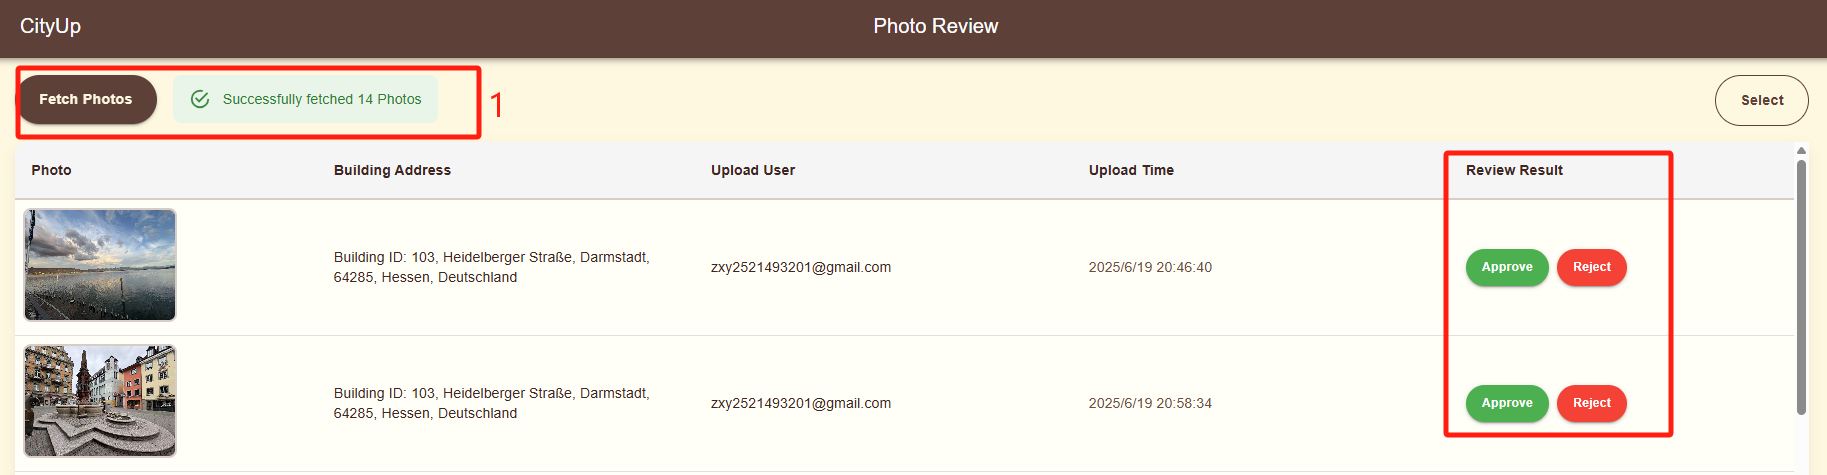 CityUp
Photo Review
Fetch Photos
Successfully fetched 14 Photos
1
Select
Photo
Building Address
Upload User
Upload Time
Review Result
Building ID: 103, Heidelberger Straße, Darmstadt,
64285, Hessen, Deutschland
zxy2521493201@gmail.com
2025/6/19 20:46:40
Approve
Reject
Building ID: 103, Heidelberger Straße, Darmstadt,
64285, Hessen, Deutschland
zxy2521493201@gmail.com
2025/6/19 20:58:34
Approve
Reject